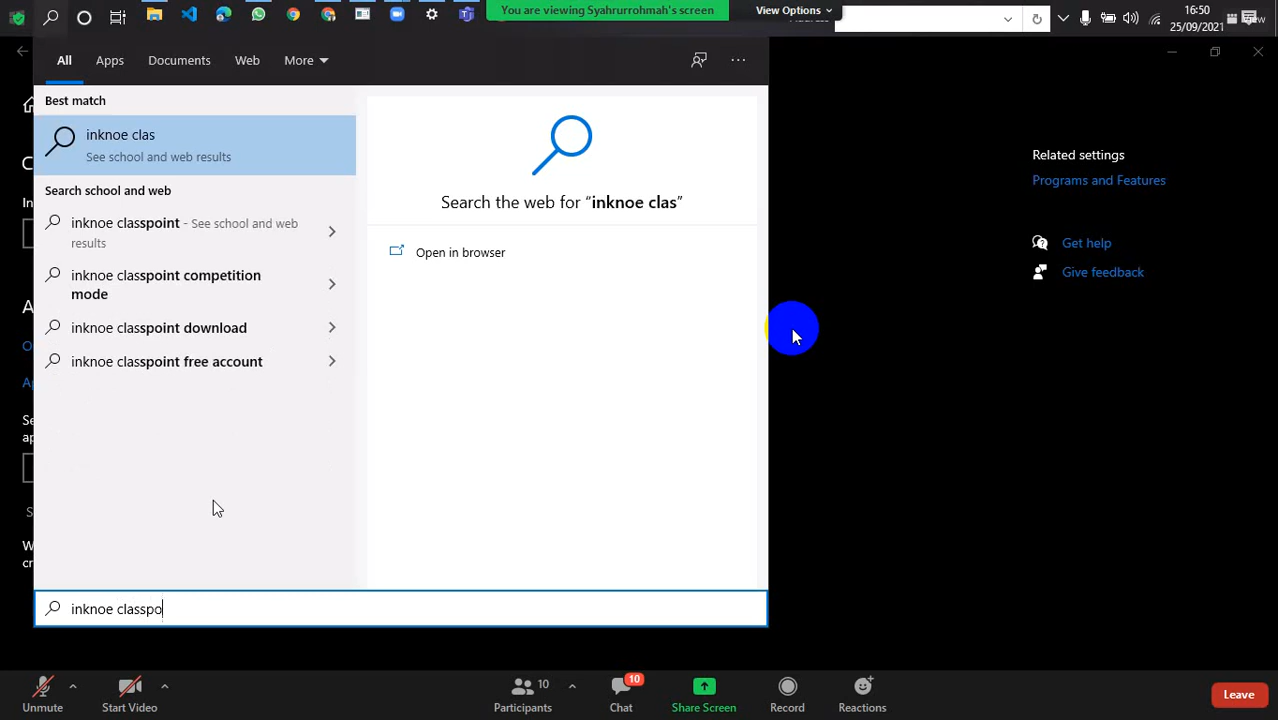 You are viewing Syahrurrohmah's screen
View Options
16:50
25/09/2021
All
Apps
Documents
Web
More
Best match
inknoe clas
See school and web results
Search school and web
inknoe classpoint - See school and web
results
inknoe classpoint competition
mode
inknoe classpoint download
inknoe classpoint free account
Search the web for “inknoe clas”
Open in browser
Related settings
Programs and Features
Get help
Give feedback
inknoe classpo
Unmute
Start Video
10
Participants
10
Chat
Share Screen
Record
Reactions
Leave